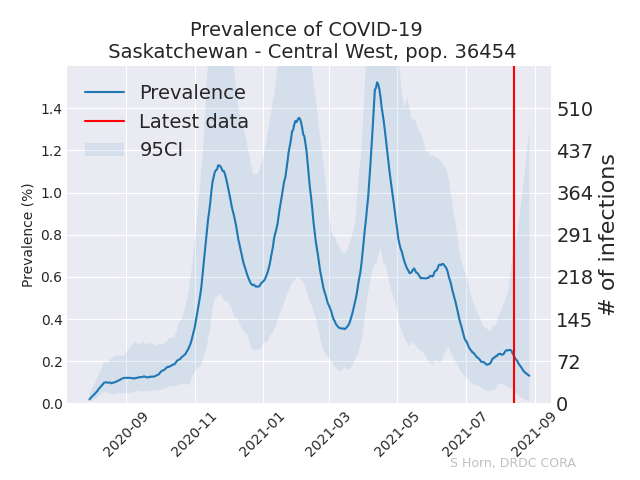 Prevalence of COVID-19
Saskatchewan - Central West, pop. 36454
Prevalence
Latest data
95CI
Prevalence (%)
1.4
1.2
1.0
0.8
0.6
0.4
0.2
0.0
510
437
364
291
218
145
72
0
# of infections
2020-09
2020-11
2021-01
2021-03
2021-05
2021-07
2021-09
S Horn, DRDC CORA